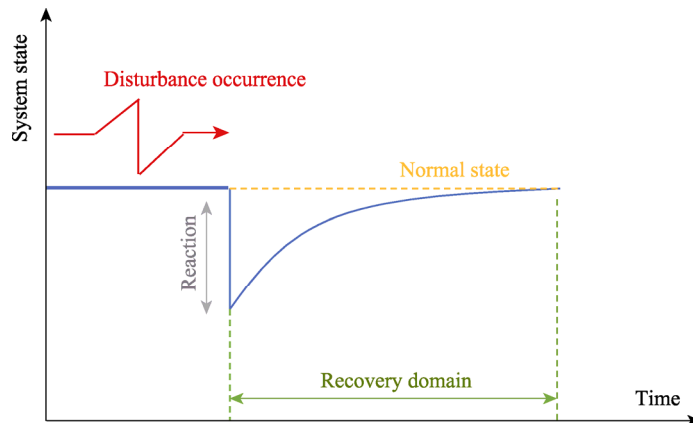 System state
Disturbance occurrence
Normal state
Reaction
Recovery domain
Time